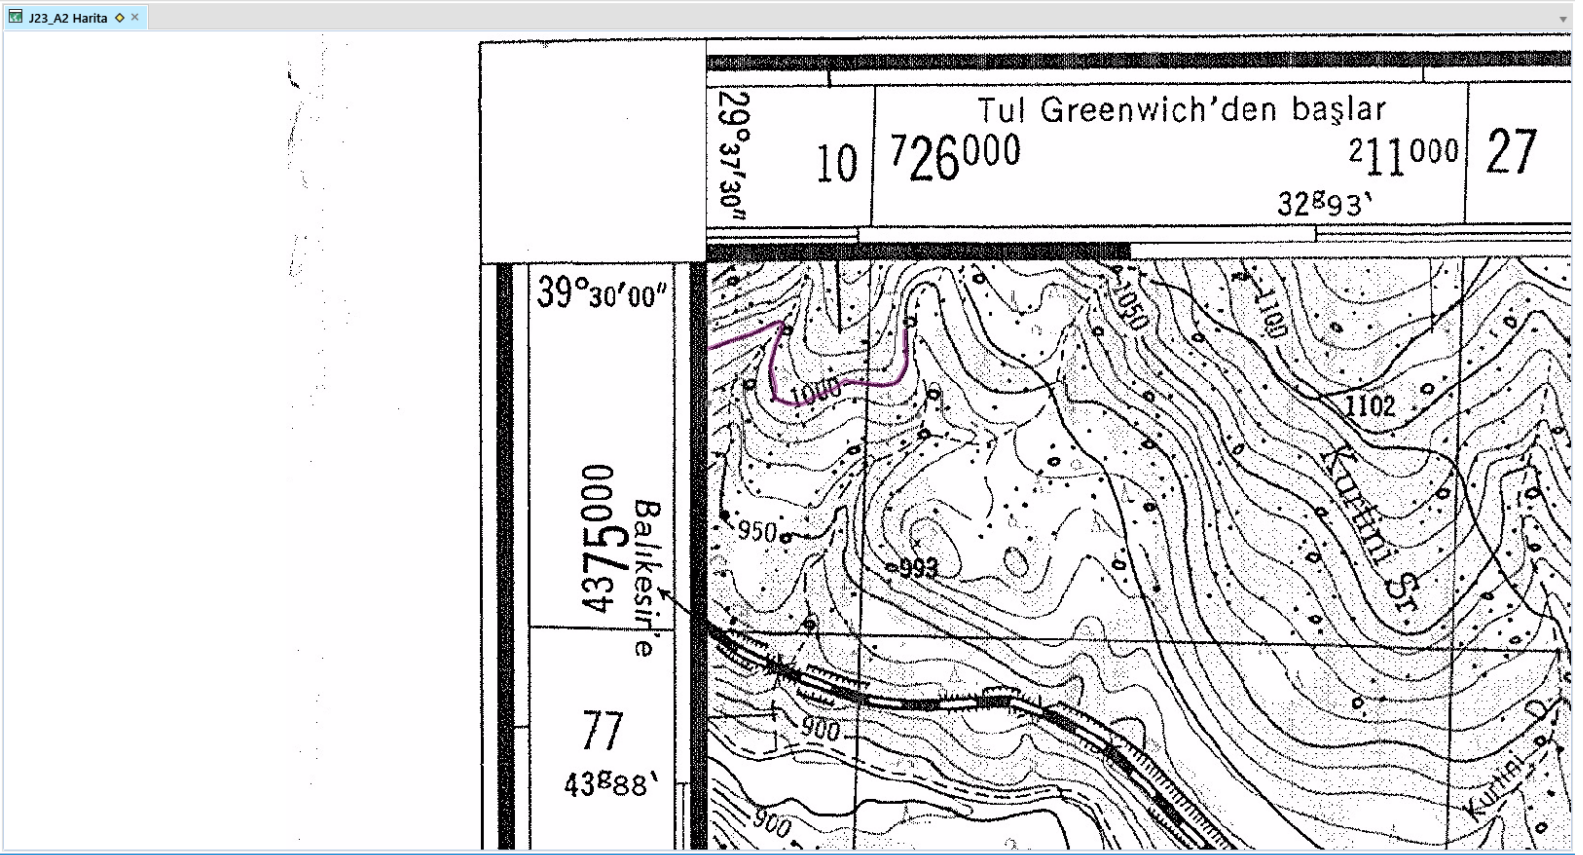 J23_A2 Harita
Tul Greenwich'den başlar
29°37'30"
10
726000
211000
27
32g93`
39°30'00"
1050
1100
1000
1102
Kurtini Sr
4375000
Balıkesir'e
950
993
77
900
43g88`
Kurtini
900